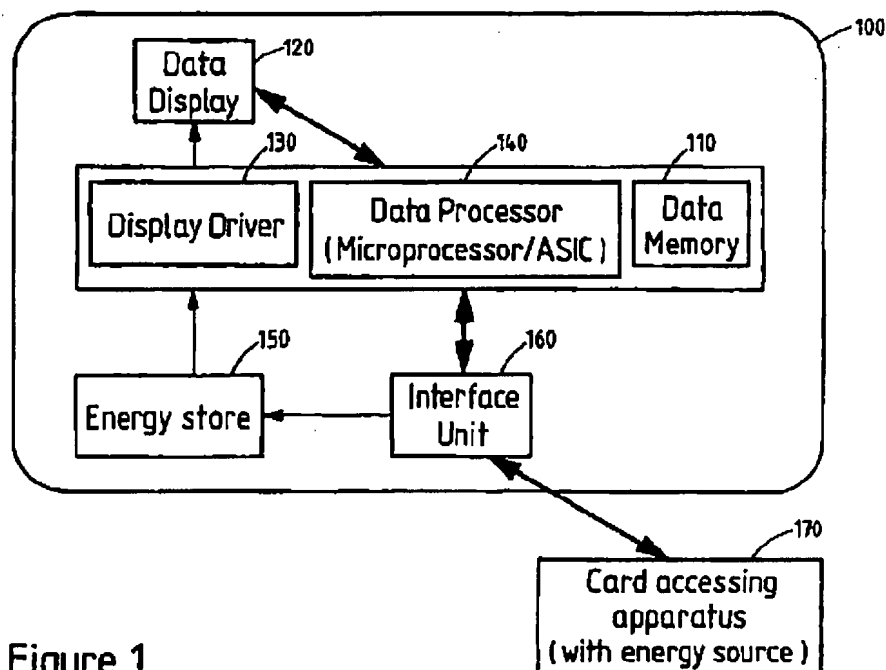 100
120
Data
Display
130
140
110
Display Driver
Data Processor
(Microprocessor/ASIC)
Data
Memory
150
160
Energy store
Interface
Unit
170
Card accessing
apparatus
(with energy source)
Figure 1